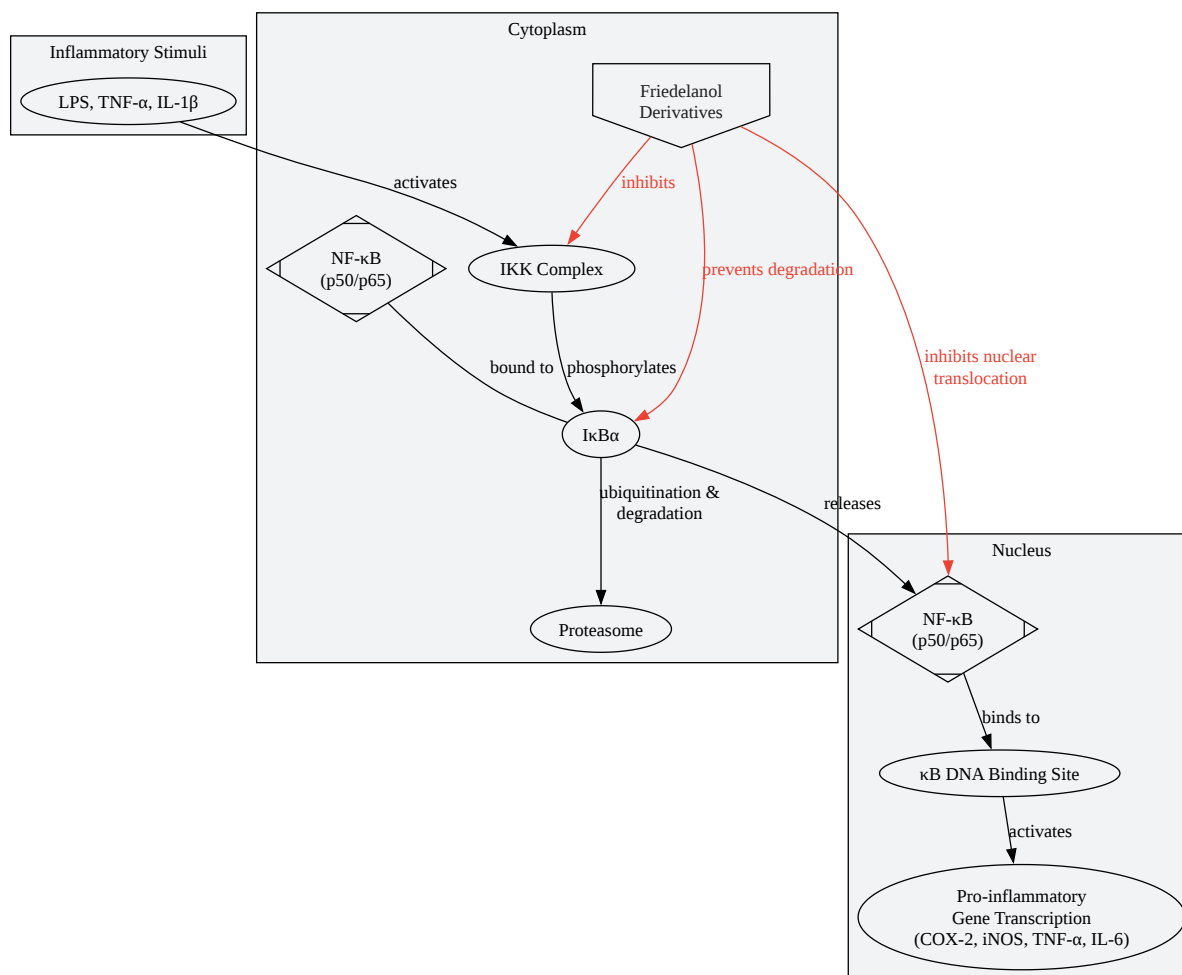 Cytoplasm
Inflammatory Stimuli
LPS, TNF-α, IL-1β
Friedelanol
Derivatives
activates
inhibits
NF-κB
(p50/p65)
IKK Complex
prevents degradation
bound to
phosphorylates
inhibits nuclear
translocation
IκBα
ubiquitination &
degradation
releases
Nucleus
Proteasome
NF-κB
(p50/p65)
binds to
κB DNA Binding Site
activates
Pro-inflammatory
Gene Transcription
(COX-2, iNOS, TNF-α, IL-6)